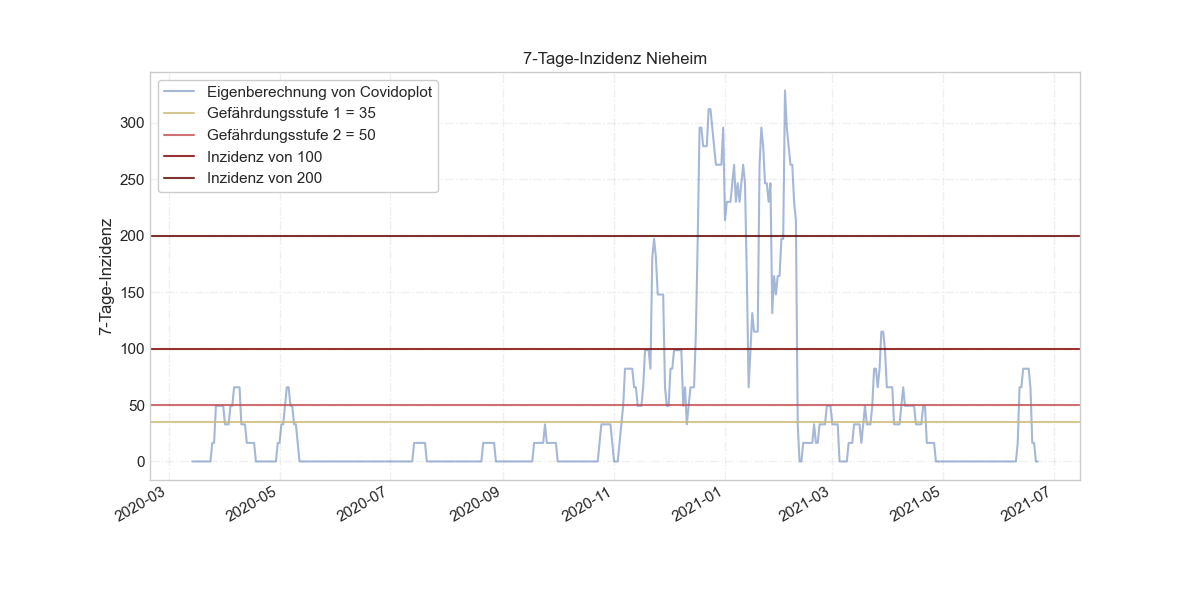 7-Tage-Inzidenz Nieheim
Eigenberechnung von Covidoplot
Gefährdungsstufe 1 = 35
Gefährdungsstufe 2 = 50
Inzidenz von 100
Inzidenz von 200
7-Tage-Inzidenz
300
250
200
150
100
50
0
2020-03
2020-05
2020-07
2020-09
2020-11
2021-01
2021-03
2021-05
2021-07